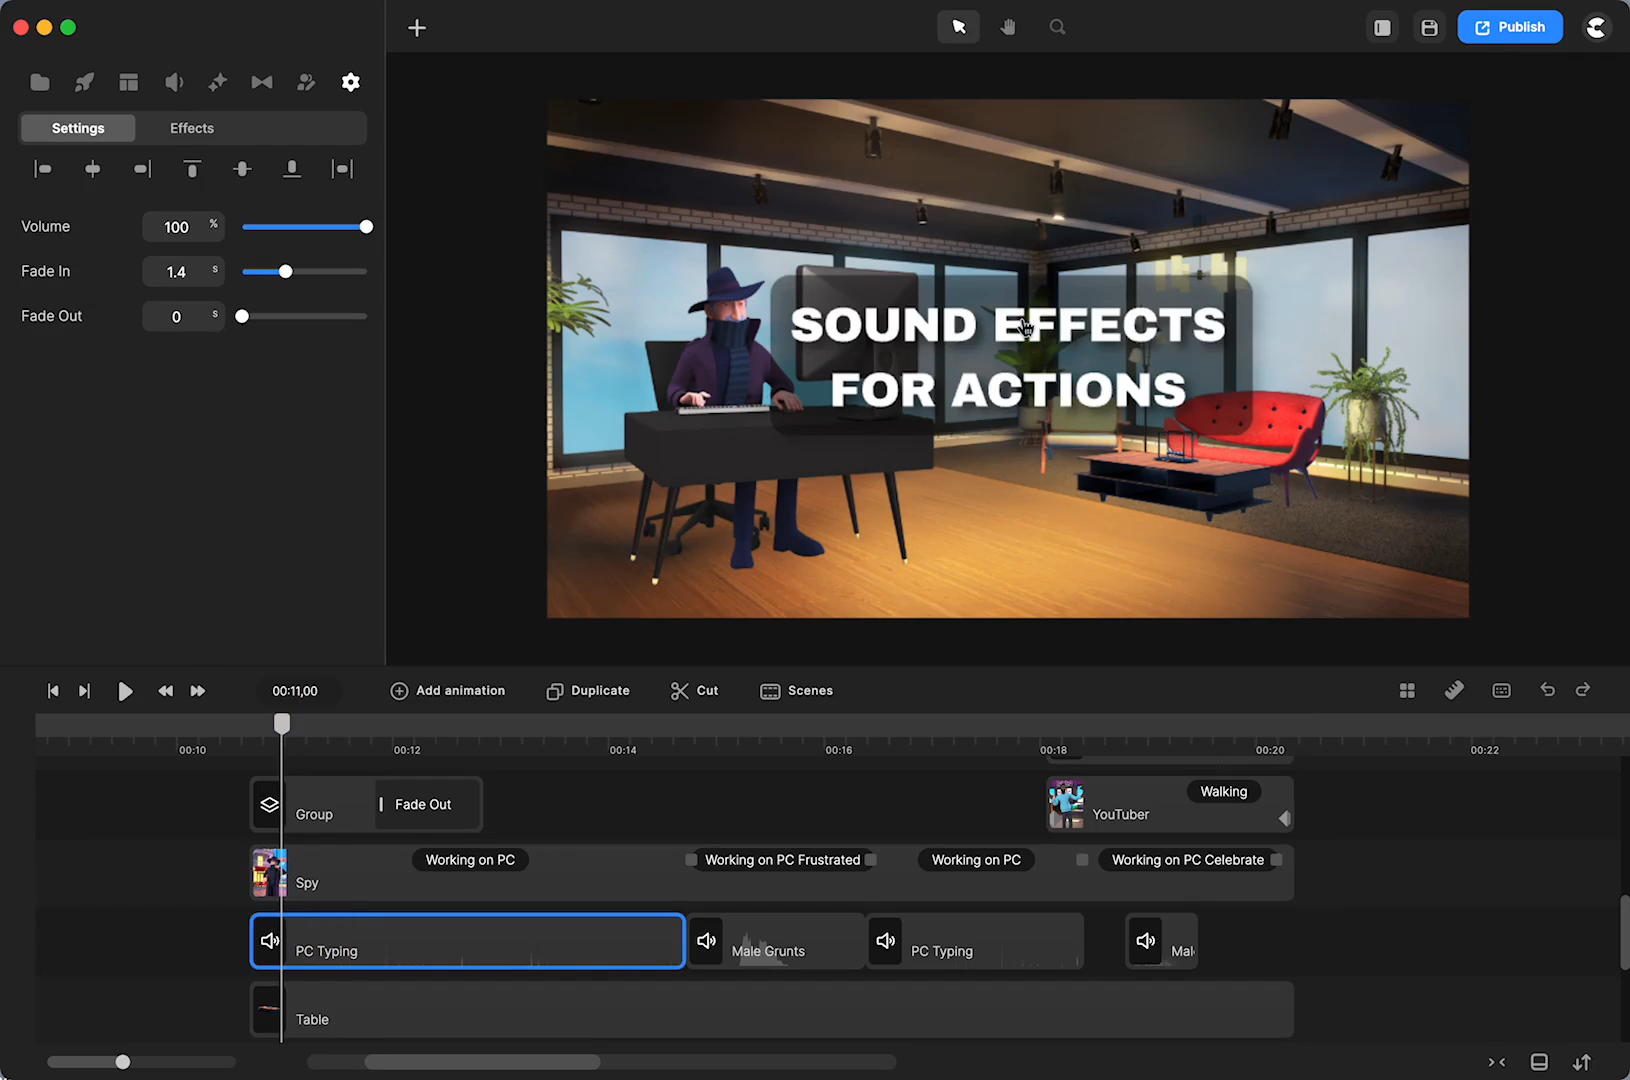 Publish
Settings
Effects
Volume
100 %
Fade In
1.4 s
Fade Out
0 s
SOUND EFFECTS
FOR ACTIONS
00:11,00
Add animation
Duplicate
Cut
Scenes
00:10
00:12
00:14
00:16
00:18
00:20
00:22
Group
Fade Out
YouTuber
Walking
Spy
Working on PC
Working on PC Frustrated
Working on PC
Working on PC Celebrate
PC Typing
Male Grunts
PC Typing
Mal
Table